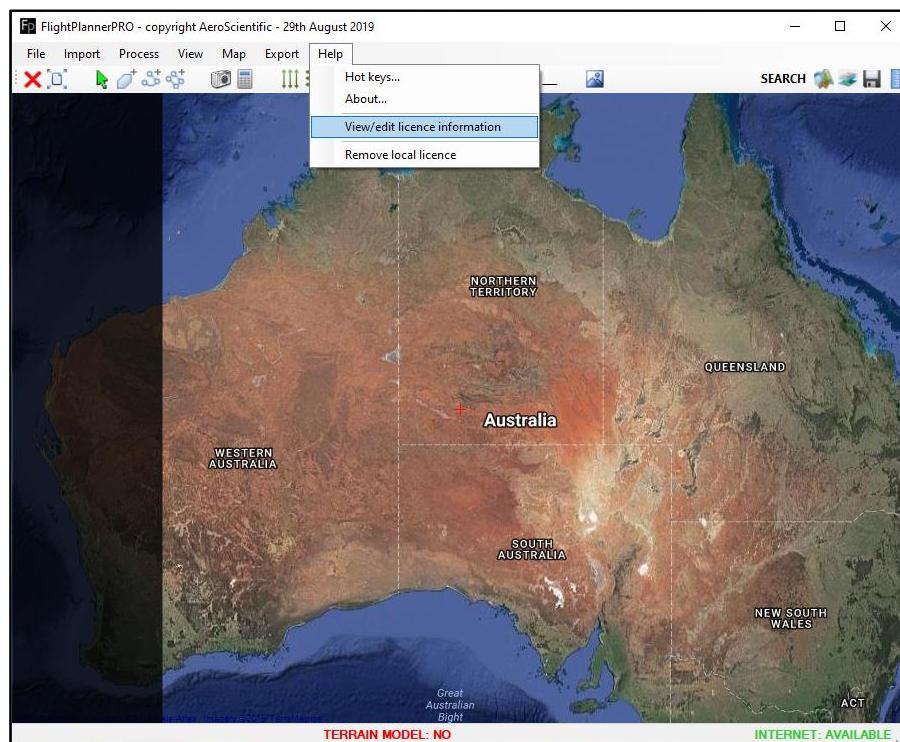 Fp FlightPlannerPRO - copyright AeroScientific - 29th August 2019
File Import Process View Map Export Help
Hot keys...
About...
View/edit licence information
Remove local licence
SEARCH
NORTHERN
TERRITORY
QUEENSLAND
Australia
WESTERN
AUSTRALIA
SOUTH
AUSTRALIA
NEW SOUTH
WALES
Great
Australian
Bight
ACT
TERRAIN MODEL: NO
INTERNET: AVAILABLE